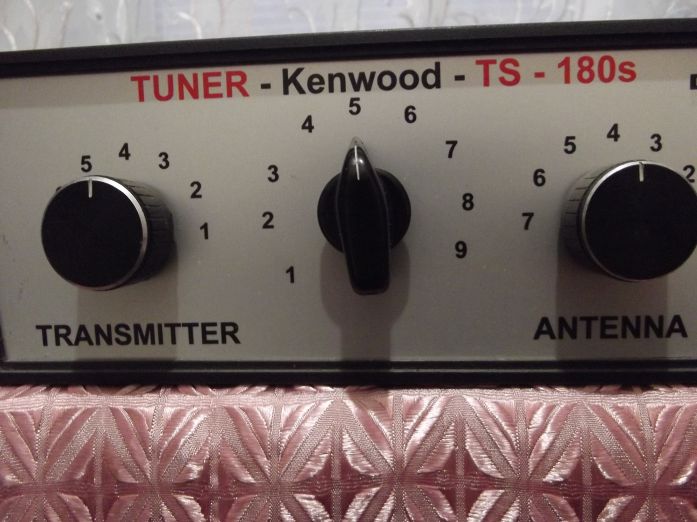 TUNER - Kenwood - TS - 180s
5 4 3 2 1
1 2 3 4 5 6 7 8 9
7 6 5 4 3 2
TRANSMITTER
ANTENNA